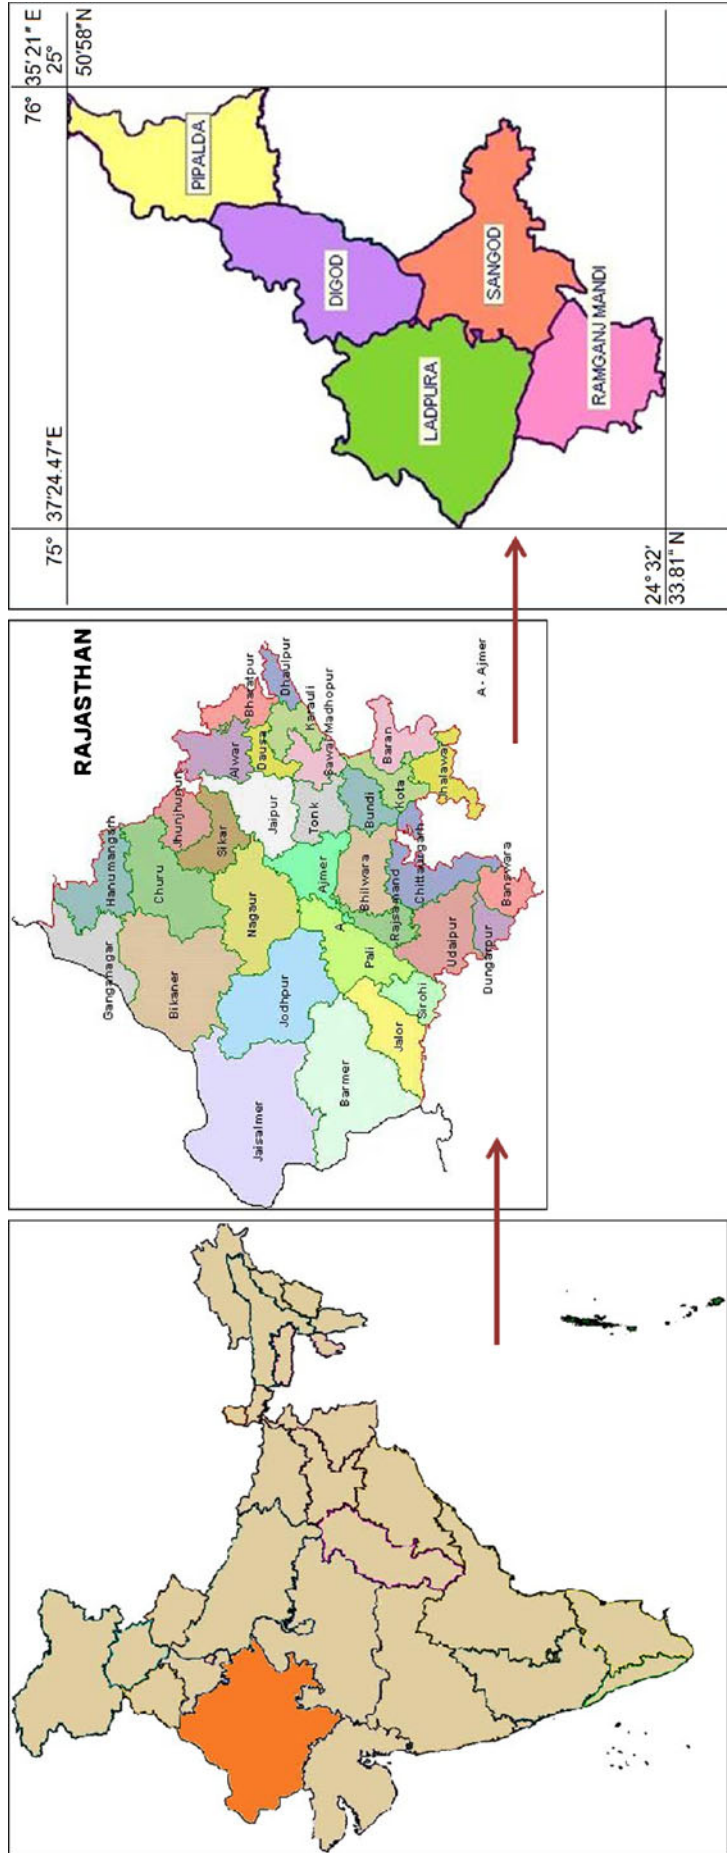 RAJASTHAN
Ganganagar
Hanumangarh
Churu
Jhunjhunun
Bikaner
Sikar
Alwar
Bharatpur
Dhaulpur
Dausa
Karauli
Nagaur
Jaipur
Sawai Madhopur
Jaisalmer
Jodhpur
Ajmer
Tonk
Barmer
A
Pali
Bhilwara
Bundi
Baran
Kota
Jalor
Rajsamand
Chittaurgarh
Jhalawar
Sirohi
Udaipur
Dungarpur
Banswara
A - Ajmer
75° 37'24.47"E
76° 35'21" E
25°
50'58"N
PIPALDA
DIGOD
LADPURA
SANGOD
RAMGANJ MANDI
24° 32'
33.81" N